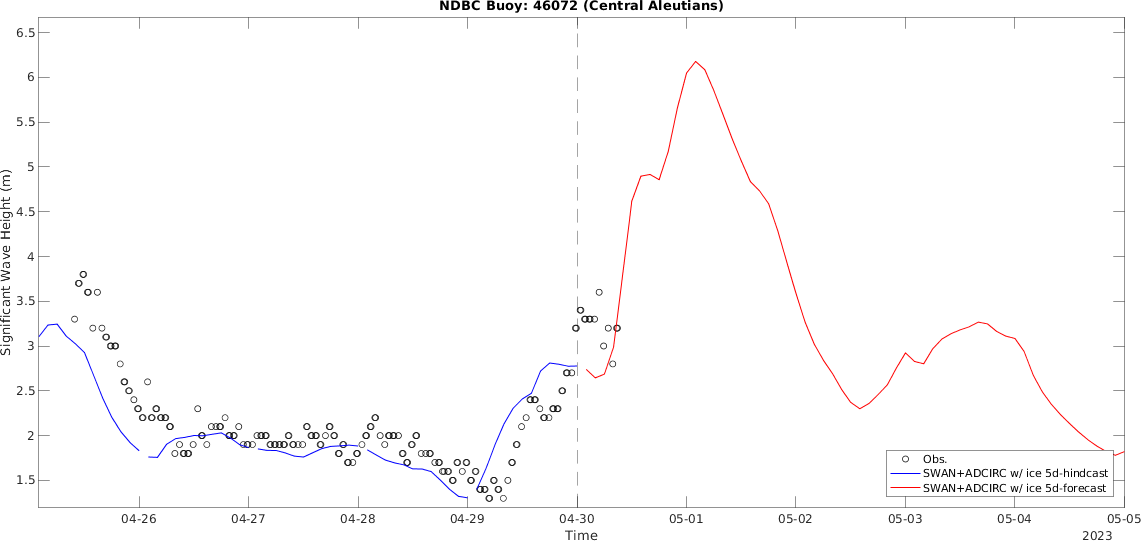 NDBC Buoy: 46072 (Central Aleutians)
Significant Wave Height (m)
6.5
6
5.5
5
4.5
4
3.5
3
2.5
2
1.5
Obs.
SWAN+ADCIRC w/ ice 5d-hindcast
SWAN+ADCIRC w/ ice 5d-forecast
04-26 04-27 04-28 04-29 04-30 05-01 05-02 05-03 05-04 05-05
Time
2023